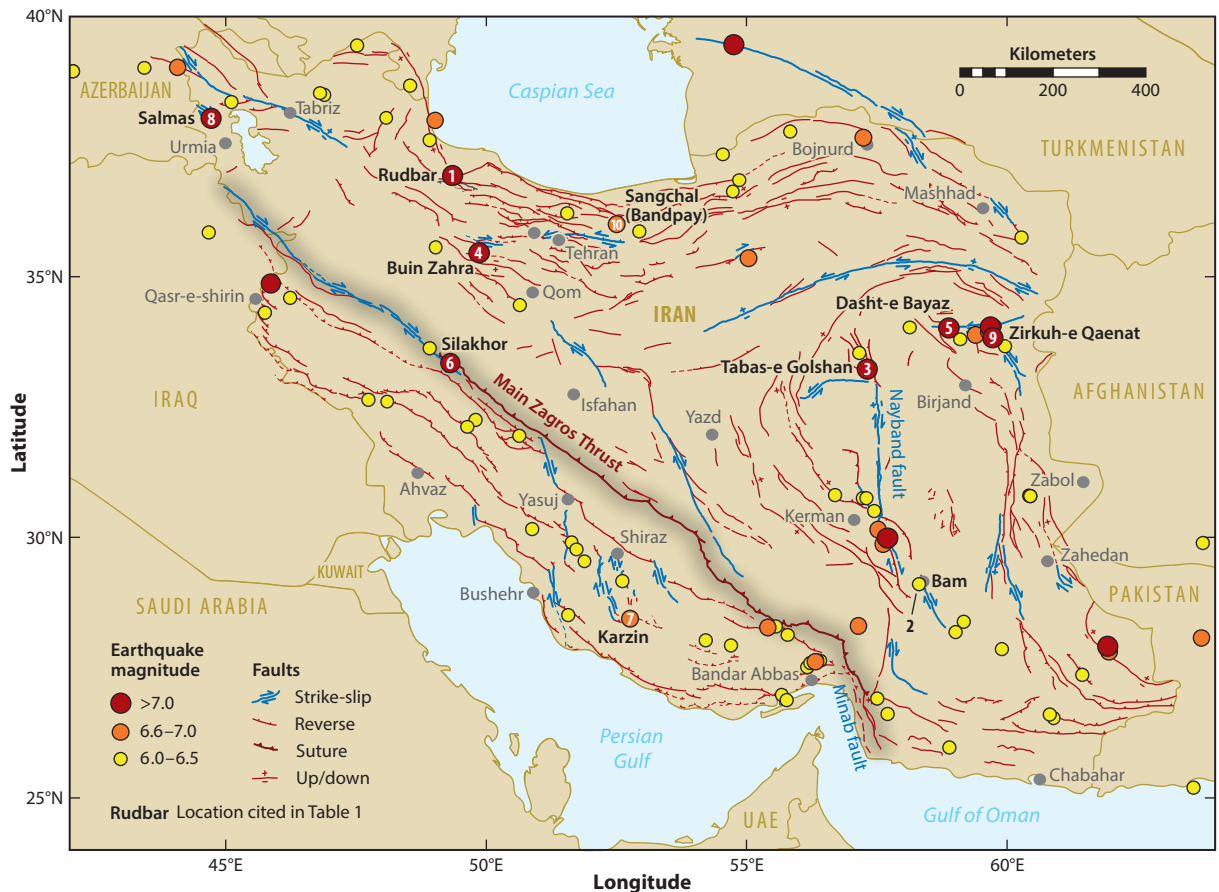 40°N
35°N
30°N
25°N
Latitude
45°E
50°E
55°E
60°E
Longitude
Kilometers
0
200
400
AZERBAIJAN
Caspian Sea
TURKMENISTAN
Salmas
8
Tabriz
Urmia
Rudbar
1
Bojnurd
Mashhad
Sangchal
(Bandpay)
10
Tehran
4
Buin Zahra
Qom
Qasr-e-shirin
IRAN
Dasht-e Bayaz
5
9
Zirkuh-e Qaenat
Silakhor
6
Tabas-e Golshan
3
Birjand
AFGHANISTAN
IRAQ
Main Zagros Thrust
Isfahan
Yazd
Nayband fault
Ahvaz
Yasuj
Zabol
Kerman
Shiraz
Zahedan
KUWAIT
Bushehr
Bam
2
PAKISTAN
SAUDI ARABIA
7
Karzin
Bandar Abbas
Minab fault
Persian
Gulf
Chabahar
UAE
Gulf of Oman
Earthquake
magnitude
>7.0
6.6–7.0
6.0–6.5
Faults
Strike-slip
Reverse
Suture
Up/down
Rudbar Location cited in Table 1